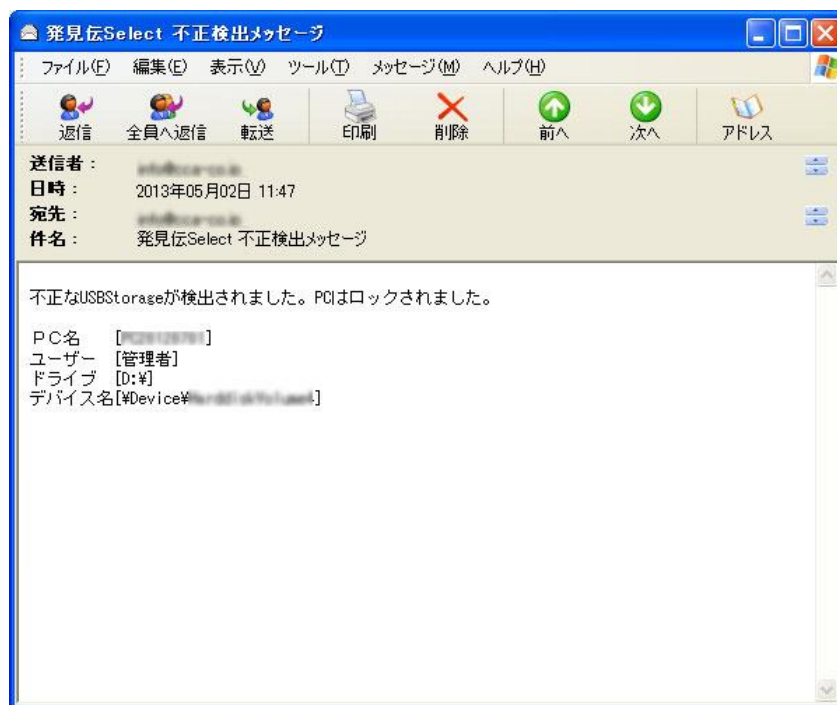 発見伝Select 不正検出メッセージ
ファイル(F) 編集(E) 表示(V) ツール(T) メッセージ(M) ヘルプ(H)
返信 全員へ返信 転送 印刷 削除 前へ 次へ アドレス
送信者：
日時： 2013年05月02日 11:47
宛先：
件名： 発見伝Select 不正検出メッセージ
不正なUSBStorageが検出されました。PCはロックされました。
ＰＣ名 [ ]
ユーザー [管理者]
ドライブ [D:¥]
デバイス名[¥Device¥ ]